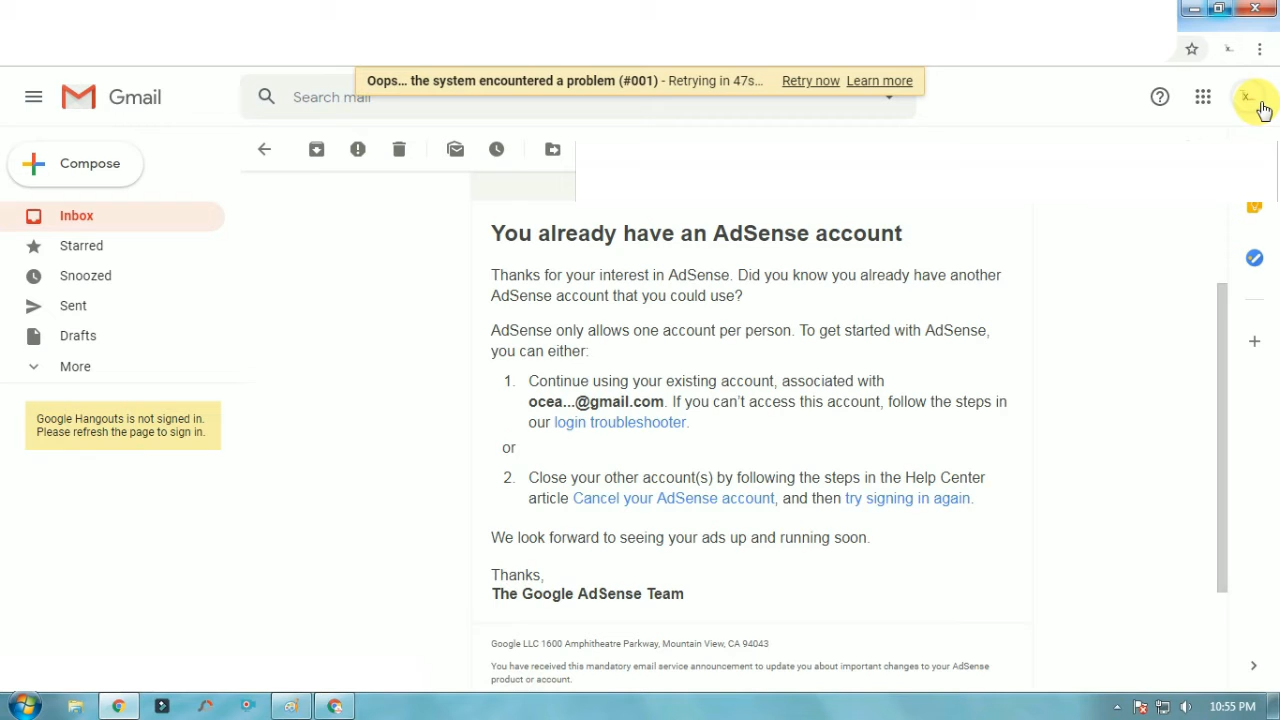 Oops... the system encountered a problem (#001) - Retrying in 47s... Retry now Learn more
Gmail
Search mail
Compose
Inbox
Starred
Snoozed
Sent
Drafts
More
Google Hangouts is not signed in.
Please refresh the page to sign in.
You already have an AdSense account
Thanks for your interest in AdSense. Did you know you already have another
AdSense account that you could use?
AdSense only allows one account per person. To get started with AdSense,
you can either:
1. Continue using your existing account, associated with
ocea...@gmail.com. If you can't access this account, follow the steps in
our login troubleshooter.
or
2. Close your other account(s) by following the steps in the Help Center
article Cancel your AdSense account, and then try signing in again.
We look forward to seeing your ads up and running soon.
Thanks,
The Google AdSense Team
Google LLC 1600 Amphitheatre Parkway, Mountain View, CA 94043
You have received this mandatory email service announcement to update you about important changes to your AdSense
product or account.
10:55 PM